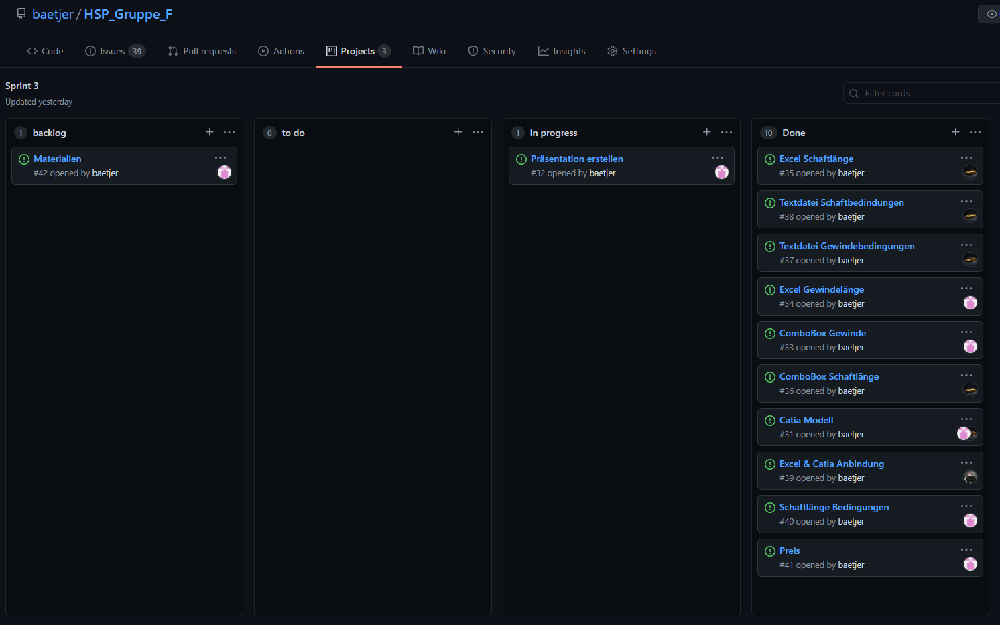 baetjer / HSP_Gruppe_F
Code
Issues 39
Pull requests
Actions
Projects 3
Wiki
Security
Insights
Settings
Sprint 3
Updated yesterday
Filter cards
1 backlog
Materialien
#42 opened by baetjer
0 to do
1 in progress
Präsentation erstellen
#32 opened by baetjer
10 Done
Excel Schaftlänge
#35 opened by baetjer
Textdatei Schaftbedindungen
#38 opened by baetjer
Textdatei Gewindebedingungen
#37 opened by baetjer
Excel Gewindelänge
#34 opened by baetjer
ComboBox Gewinde
#33 opened by baetjer
ComboBox Schaftlänge
#36 opened by baetjer
Catia Modell
#31 opened by baetjer
Excel & Catia Anbindung
#39 opened by baetjer
Schaftlänge Bedingungen
#40 opened by baetjer
Preis
#41 opened by baetjer